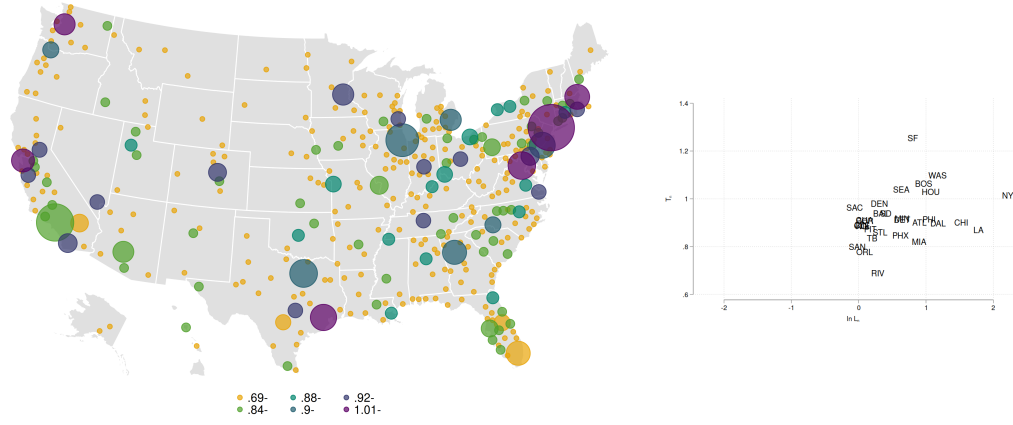 .69-
.88-
.92-
.84-
.9-
1.01-
1.4
SF
1.2
WAS
BOS
SEA
HOU
NY
1
DEN
SAC
SD
PHI
ATL
DAL
CHI
LA
STL
PHX
TB
MIA
.8
SAN
ORL
RIV
.6
-2
-1
0
1
2